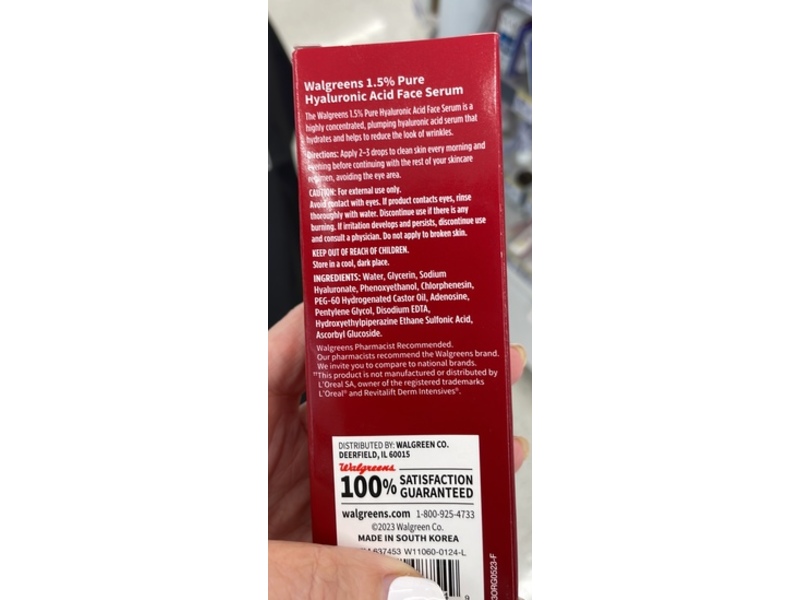 Walgreens 1.5% Pure
Hyaluronic Acid Face Serum
The Walgreens 1.5% Pure Hyaluronic Acid Face Serum is a
highly concentrated, plumping hyaluronic acid serum that
hydrates and helps to reduce the look of wrinkles.
Directions: Apply 2-3 drops to clean skin every morning and
evening before continuing with the rest of your skincare
regimen, avoiding the eye area.
CAUTION: For external use only.
Avoid contact with eyes. If product contacts eyes, rinse
thoroughly with water. Discontinue use if there is any
burning. If irritation develops and persists, discontinue use
and consult a physician. Do not apply to broken skin.
KEEP OUT OF REACH OF CHILDREN.
Store in a cool, dark place.
INGREDIENTS: Water, Glycerin, Sodium
Hyaluronate, Phenoxyethanol, Chlorphenesin,
PEG-60 Hydrogenated Castor Oil, Adenosine,
Pentylene Glycol, Disodium EDTA,
Hydroxyethylpiperazine Ethane Sulfonic Acid,
Ascorbyl Glucoside.
Walgreens Pharmacist Recommended.
Our pharmacists recommend the Walgreens brand.
We invite you to compare to national brands.
††This product is not manufactured or distributed by
L'Oreal SA, owner of the registered trademarks
L'Oreal® and Revitalift Derm Intensives®.
DISTRIBUTED BY: WALGREEN CO.
DEERFIELD, IL 60015
Walgreens
100% SATISFACTION
GUARANTEED
walgreens.com 1-800-925-4733
©2023 Walgreen Co.
MADE IN SOUTH KOREA
637453 W11060-0124-L
9
3ORG0523-F